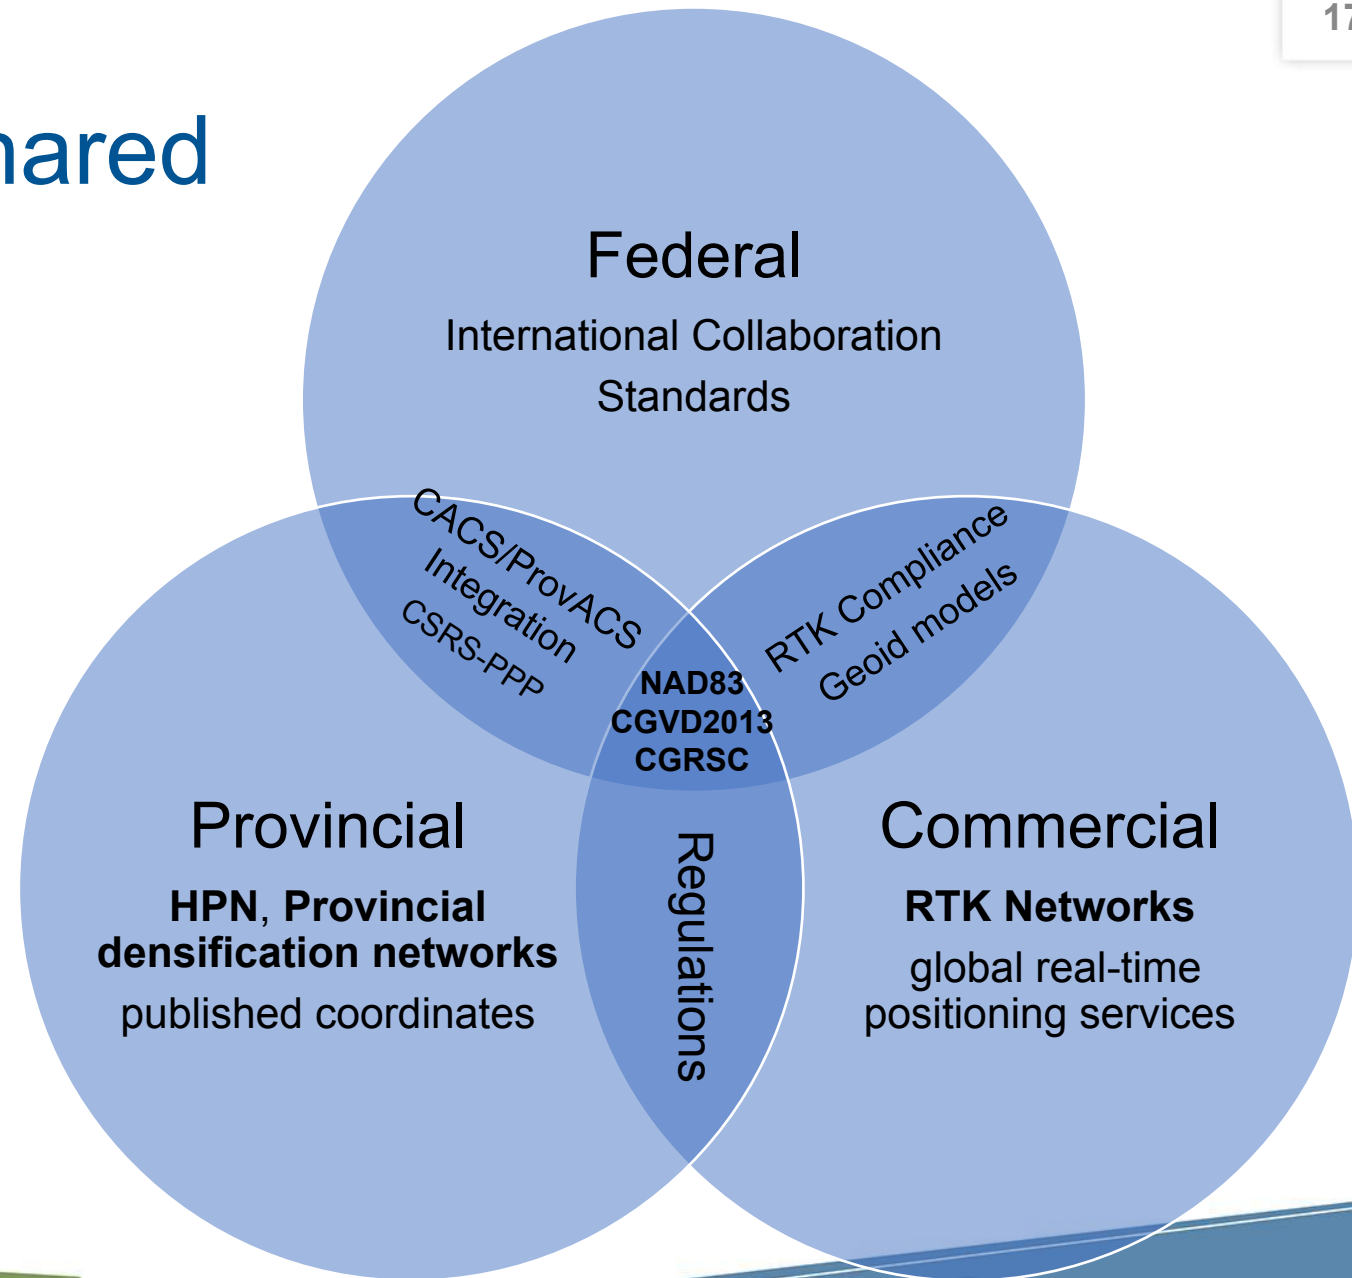 17
hared
Federal
International Collaboration
Standards
CACS/ProvACS
Integration
CSRS-PPP
RTK Compliance
Geoid models
NAD83
CGVD2013
CGRSC
Provincial
HPN, Provincial
densification networks
published coordinates
Regulations
Commercial
RTK Networks
global real-time
positioning services